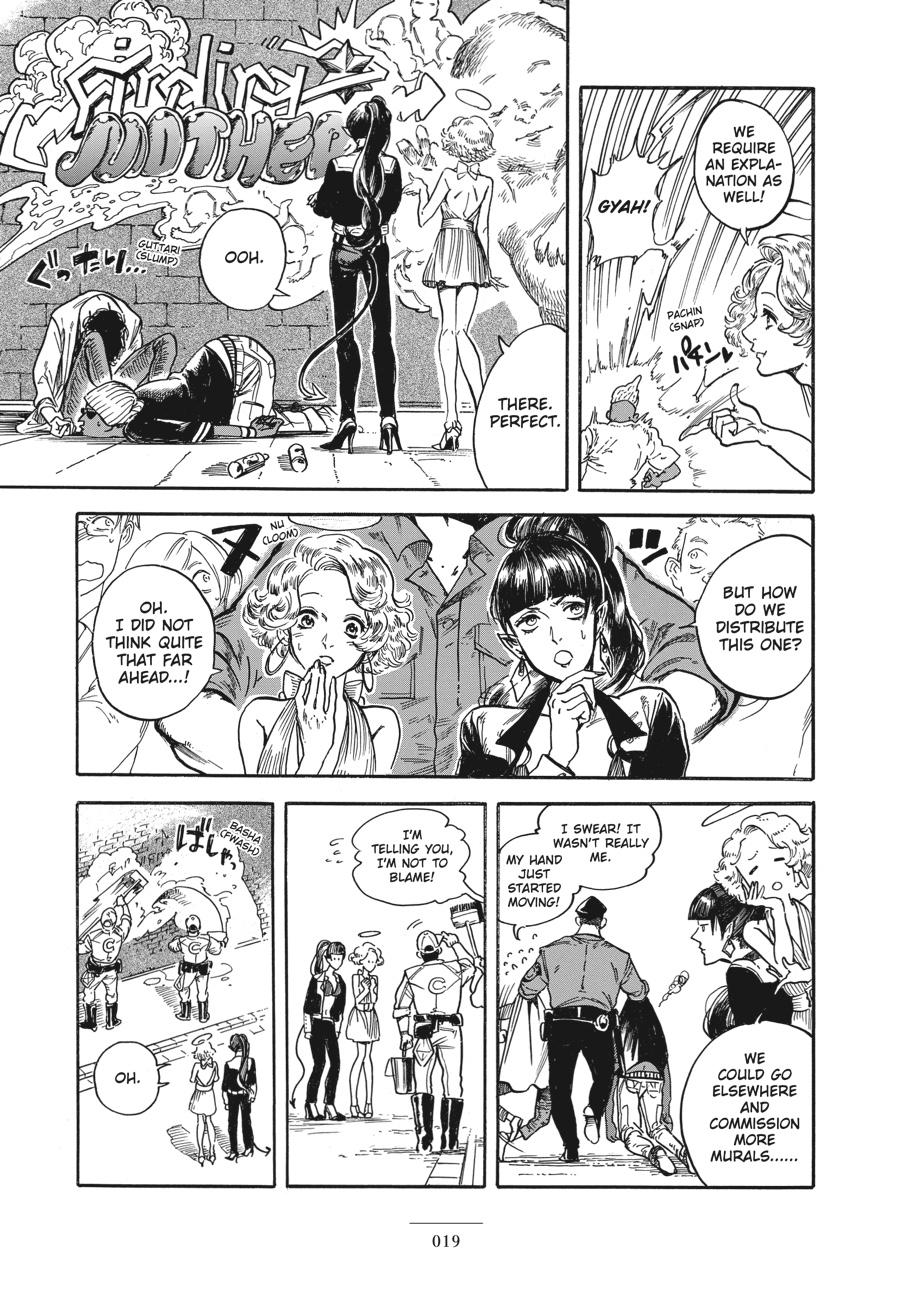 WE
REQUIRE
AN EXPLA-
NATION AS
WELL!
GYAH!
PACHIN
(SNAP)
パチン♥
Finding
MOTHER
GUTTARI
(SLUMP)
ぐったり...
OOH.
THERE.
PERFECT.
BUT HOW
DO WE
DISTRIBUTE
THIS ONE?
NU
(LOOM)
ヌ
ッ
OH.
I DID NOT
THINK QUITE
THAT FAR
AHEAD...!
I SWEAR! IT
WASN'T REALLY
ME.
MY HAND
JUST
STARTED
MOVING!
WE
COULD GO
ELSEWHERE
AND
COMMISSION
MORE
MURALS......
I'M
TELLING YOU,
I'M NOT TO
BLAME!
C
BASHA
(FWASH)
ばしゃっ
C
C
OH.
019